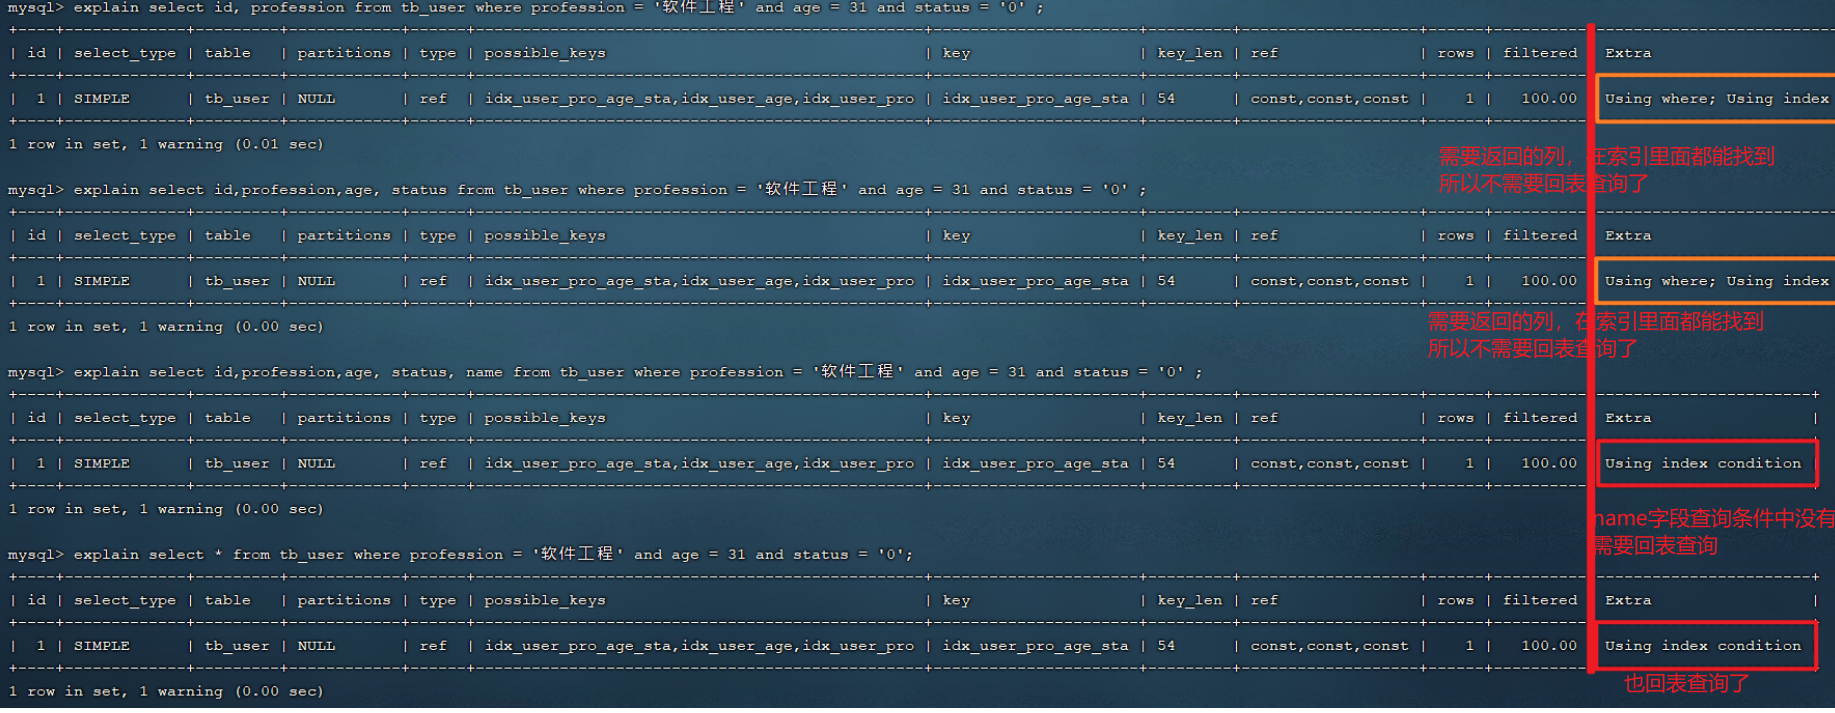 mysql> explain select id, profession from tb_user where profession = '软件工程' and age = 31 and status = '0' ;
+----+-------------+---------+------------+------+------------------------------------------------+--------------------+---------+-------------------+------+----------+--------------------------
| id | select_type | table   | partitions | type | possible_keys                                  | key                | key_len | ref               | rows | filtered | Extra
+----+-------------+---------+------------+------+------------------------------------------------+--------------------+---------+-------------------+------+----------+--------------------------
|  1 | SIMPLE      | tb_user | NULL       | ref  | idx_user_pro_age_sta,idx_user_age,idx_user_pro | idx_user_pro_age_sta | 54      | const,const,const |    1 |   100.00 | Using where; Using index
+----+-------------+---------+------------+------+------------------------------------------------+--------------------+---------+-------------------+------+----------+--------------------------
1 row in set, 1 warning (0.01 sec)
需要返回的列，在索引里面都能找到
所以不需要回表查询了
mysql> explain select id,profession,age, status from tb_user where profession = '软件工程' and age = 31 and status = '0' ;
+----+-------------+---------+------------+------+------------------------------------------------+--------------------+---------+-------------------+------+----------+--------------------------
| id | select_type | table   | partitions | type | possible_keys                                  | key                | key_len | ref               | rows | filtered | Extra
+----+-------------+---------+------------+------+------------------------------------------------+--------------------+---------+-------------------+------+----------+--------------------------
|  1 | SIMPLE      | tb_user | NULL       | ref  | idx_user_pro_age_sta,idx_user_age,idx_user_pro | idx_user_pro_age_sta | 54      | const,const,const |    1 |   100.00 | Using where; Using index
+----+-------------+---------+------------+------+------------------------------------------------+--------------------+---------+-------------------+------+----------+--------------------------
1 row in set, 1 warning (0.00 sec)
需要返回的列，在索引里面都能找到
所以不需要回表查询了
mysql> explain select id,profession,age, status, name from tb_user where profession = '软件工程' and age = 31 and status = '0' ;
+----+-------------+---------+------------+------+------------------------------------------------+--------------------+---------+-------------------+------+----------+-----------------------+
| id | select_type | table   | partitions | type | possible_keys                                  | key                | key_len | ref               | rows | filtered | Extra                 |
+----+-------------+---------+------------+------+------------------------------------------------+--------------------+---------+-------------------+------+----------+-----------------------+
|  1 | SIMPLE      | tb_user | NULL       | ref  | idx_user_pro_age_sta,idx_user_age,idx_user_pro | idx_user_pro_age_sta | 54      | const,const,const |    1 |   100.00 | Using index condition |
+----+-------------+---------+------------+------+------------------------------------------------+--------------------+---------+-------------------+------+----------+-----------------------+
1 row in set, 1 warning (0.00 sec)
name字段查询条件中没有
需要回表查询
mysql> explain select * from tb_user where profession = '软件工程' and age = 31 and status = '0';
+----+-------------+---------+------------+------+------------------------------------------------+--------------------+---------+-------------------+------+----------+-----------------------+
| id | select_type | table   | partitions | type | possible_keys                                  | key                | key_len | ref               | rows | filtered | Extra                 |
+----+-------------+---------+------------+------+------------------------------------------------+--------------------+---------+-------------------+------+----------+-----------------------+
|  1 | SIMPLE      | tb_user | NULL       | ref  | idx_user_pro_age_sta,idx_user_age,idx_user_pro | idx_user_pro_age_sta | 54      | const,const,const |    1 |   100.00 | Using index condition
+----+-------------+---------+------------+------+------------------------------------------------+--------------------+---------+-------------------+------+----------+-----------------------+
1 row in set, 1 warning (0.00 sec)
也回表查询了